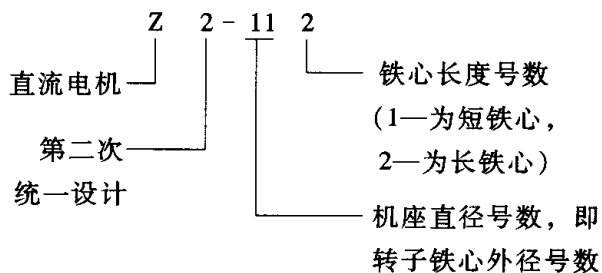 Z 2-11 2
直流电机
第二次
统一设计
铁心长度号数
(1—为短铁心，
2—为长铁心)
机座直径号数，即
转子铁心外径号数